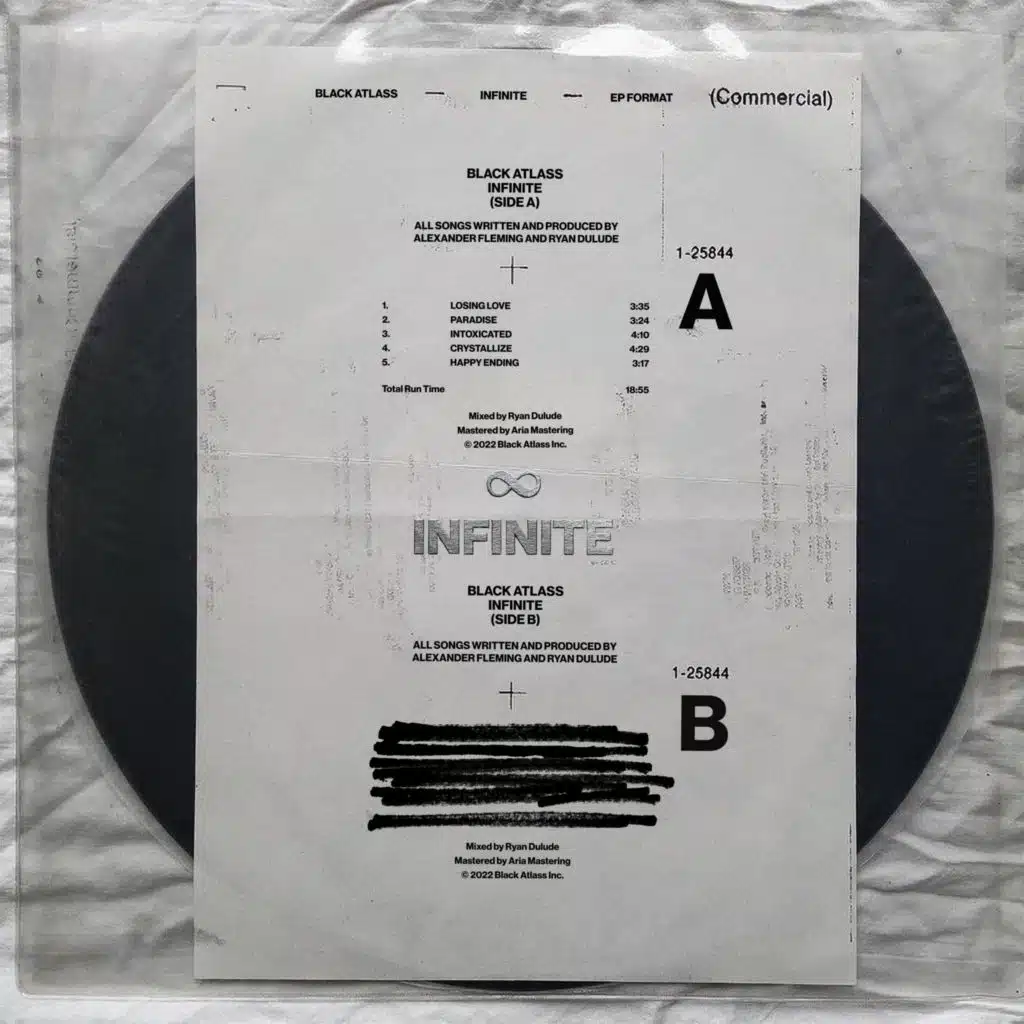 BLACK ATLASS — INFINITE — EP FORMAT (Commercial)
BLACK ATLASS
INFINITE
(SIDE A)
ALL SONGS WRITTEN AND PRODUCED BY
ALEXANDER FLEMING AND RYAN DULUDE
1-25844
A
1. LOSING LOVE 3:35
2. PARADISE 3:24
3. INTOXICATED 4:10
4. CRYSTALLIZE 4:29
5. HAPPY ENDING 3:17
Total Run Time 18:55
Mixed by Ryan Dulude
Mastered by Aria Mastering
© 2022 Black Atlass Inc.
INFINITE
BLACK ATLASS
INFINITE
(SIDE B)
ALL SONGS WRITTEN AND PRODUCED BY
ALEXANDER FLEMING AND RYAN DULUDE
1-25844
B
Mixed by Ryan Dulude
Mastered by Aria Mastering
© 2022 Black Atlass Inc.